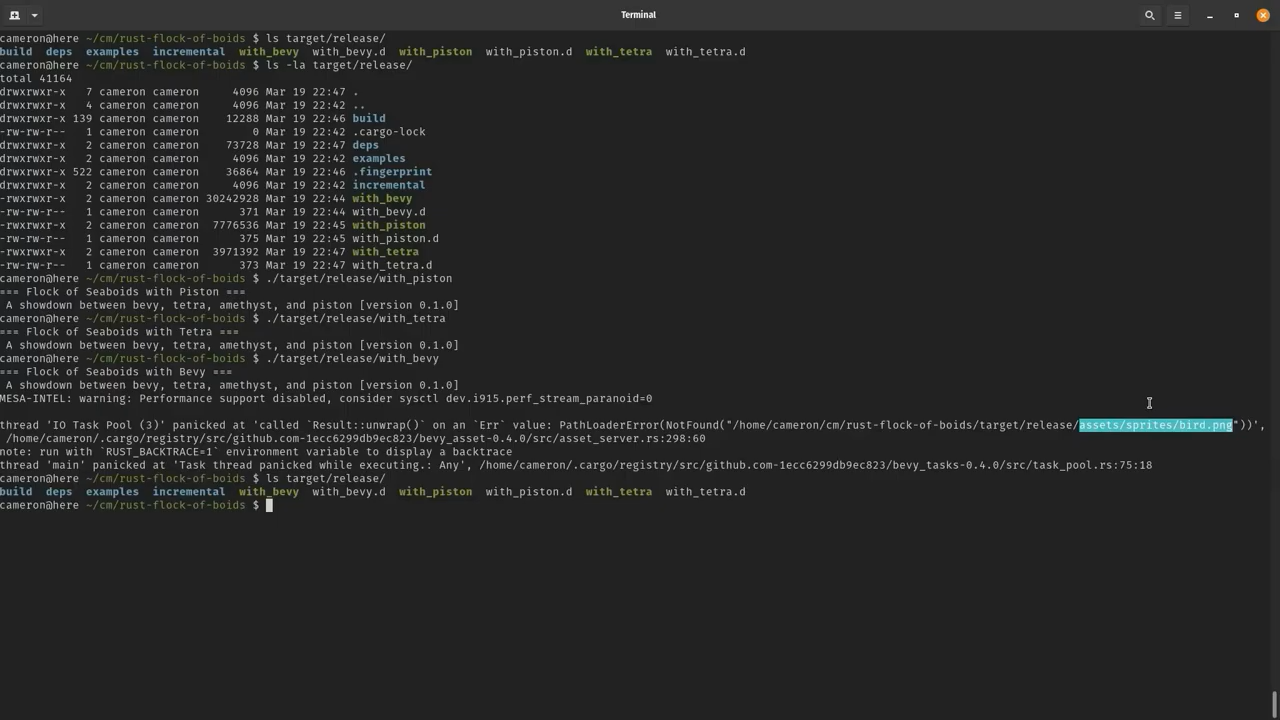 Terminal
cameron@here ~/cm/rust-flock-of-boids $ ls target/release/
build  deps  examples  incremental  with_bevy  with_bevy.d  with_piston  with_piston.d  with_tetra  with_tetra.d
cameron@here ~/cm/rust-flock-of-boids $ ls -la target/release/
total 41164
drwxrwxr-x   7 cameron cameron     4096 Mar 19 22:47 .
drwxrwxr-x   4 cameron cameron     4096 Mar 19 22:42 ..
drwxrwxr-x 139 cameron cameron    12288 Mar 19 22:46 build
-rw-rw-r--   1 cameron cameron        0 Mar 19 22:42 .cargo-lock
drwxrwxr-x   2 cameron cameron    73728 Mar 19 22:47 deps
drwxrwxr-x   2 cameron cameron     4096 Mar 19 22:42 examples
drwxrwxr-x 522 cameron cameron    36864 Mar 19 22:46 .fingerprint
drwxrwxr-x   2 cameron cameron     4096 Mar 19 22:42 incremental
-rwxrwxr-x   2 cameron cameron 30242928 Mar 19 22:44 with_bevy
-rw-rw-r--   1 cameron cameron      371 Mar 19 22:44 with_bevy.d
-rwxrwxr-x   2 cameron cameron  7776536 Mar 19 22:45 with_piston
-rw-rw-r--   1 cameron cameron      375 Mar 19 22:45 with_piston.d
-rwxrwxr-x   2 cameron cameron  3971392 Mar 19 22:47 with_tetra
-rw-rw-r--   1 cameron cameron      373 Mar 19 22:47 with_tetra.d
cameron@here ~/cm/rust-flock-of-boids $ ./target/release/with_piston
=== Flock of Seaboids with Piston ===
 A showdown between bevy, tetra, amethyst, and piston [version 0.1.0]
cameron@here ~/cm/rust-flock-of-boids $ ./target/release/with_tetra
=== Flock of Seaboids with Tetra ===
 A showdown between bevy, tetra, amethyst, and piston [version 0.1.0]
cameron@here ~/cm/rust-flock-of-boids $ ./target/release/with_bevy
=== Flock of Seaboids with Bevy ===
 A showdown between bevy, tetra, amethyst, and piston [version 0.1.0]
MESA-INTEL: warning: Performance support disabled, consider sysctl dev.i915.perf_stream_paranoid=0
thread 'IO Task Pool (3)' panicked at 'called `Result::unwrap()` on an `Err` value: PathLoaderError(NotFound("/home/cameron/cm/rust-flock-of-boids/target/release/assets/sprites/bird.png"))',
 /home/cameron/.cargo/registry/src/github.com-1ecc6299db9ec823/bevy_asset-0.4.0/src/asset_server.rs:298:60
note: run with `RUST_BACKTRACE=1` environment variable to display a backtrace
thread 'main' panicked at 'Task thread panicked while executing.: Any', /home/cameron/.cargo/registry/src/github.com-1ecc6299db9ec823/bevy_tasks-0.4.0/src/task_pool.rs:75:18
cameron@here ~/cm/rust-flock-of-boids $ ls target/release/
build  deps  examples  incremental  with_bevy  with_bevy.d  with_piston  with_piston.d  with_tetra  with_tetra.d
cameron@here ~/cm/rust-flock-of-boids $